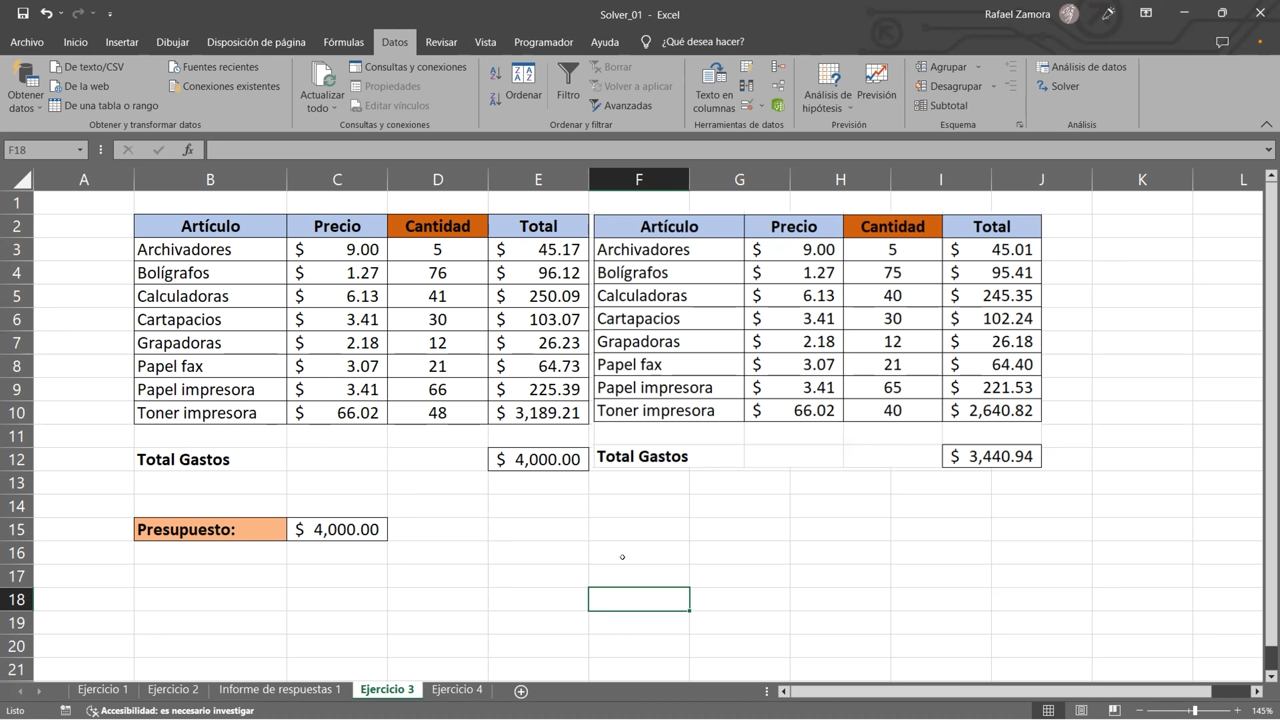 Solver_01 - Excel
Rafael Zamora
Archivo Inicio Insertar Dibujar Disposición de página Fórmulas Datos Revisar Vista Programador Ayuda ¿Qué desea hacer?
Obtener datos
De texto/CSV
De la web
De una tabla o rango
Fuentes recientes
Conexiones existentes
Obtener y transformar datos
Actualizar todo
Consultas y conexiones
Propiedades
Editar vínculos
Consultas y conexiones
Ordenar
Filtro
Borrar
Volver a aplicar
Avanzadas
Ordenar y filtrar
Texto en columnas
Herramientas de datos
Análisis de hipótesis
Previsión
Previsión
Agrupar
Desagrupar
Subtotal
Esquema
Análisis de datos
Solver
Análisis
F18
A B C D E F G H I J K L
1
2 Artículo Precio Cantidad Total Artículo Precio Cantidad Total
3 Archivadores $ 9.00 5 $ 45.17 Archivadores $ 9.00 5 $ 45.01
4 Bolígrafos $ 1.27 76 $ 96.12 Bolígrafos $ 1.27 75 $ 95.41
5 Calculadoras $ 6.13 41 $ 250.09 Calculadoras $ 6.13 40 $ 245.35
6 Cartapacios $ 3.41 30 $ 103.07 Cartapacios $ 3.41 30 $ 102.24
7 Grapadoras $ 2.18 12 $ 26.23 Grapadoras $ 2.18 12 $ 26.18
8 Papel fax $ 3.07 21 $ 64.73 Papel fax $ 3.07 21 $ 64.40
9 Papel impresora $ 3.41 66 $ 225.39 Papel impresora $ 3.41 65 $ 221.53
10 Toner impresora $ 66.02 48 $ 3,189.21 Toner impresora $ 66.02 40 $ 2,640.82
11
12 Total Gastos $ 4,000.00 Total Gastos $ 3,440.94
13
14
15 Presupuesto: $ 4,000.00
16
17
18
19
20
21
Ejercicio 1 Ejercicio 2 Informe de respuestas 1 Ejercicio 3 Ejercicio 4
Listo Accesibilidad: es necesario investigar 145%